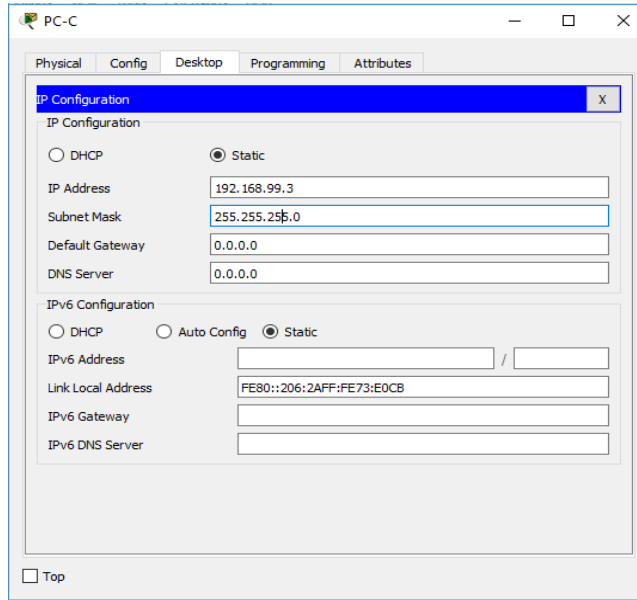 PC-C
Physical Config Desktop Programming Attributes
IP Configuration X
IP Configuration
DHCP Static
IP Address 192.168.99.3
Subnet Mask 255.255.255.0
Default Gateway 0.0.0.0
DNS Server 0.0.0.0
IPv6 Configuration
DHCP Auto Config Static
IPv6 Address /
Link Local Address FE80::206:2AFF:FE73:E0CB
IPv6 Gateway
IPv6 DNS Server
Top